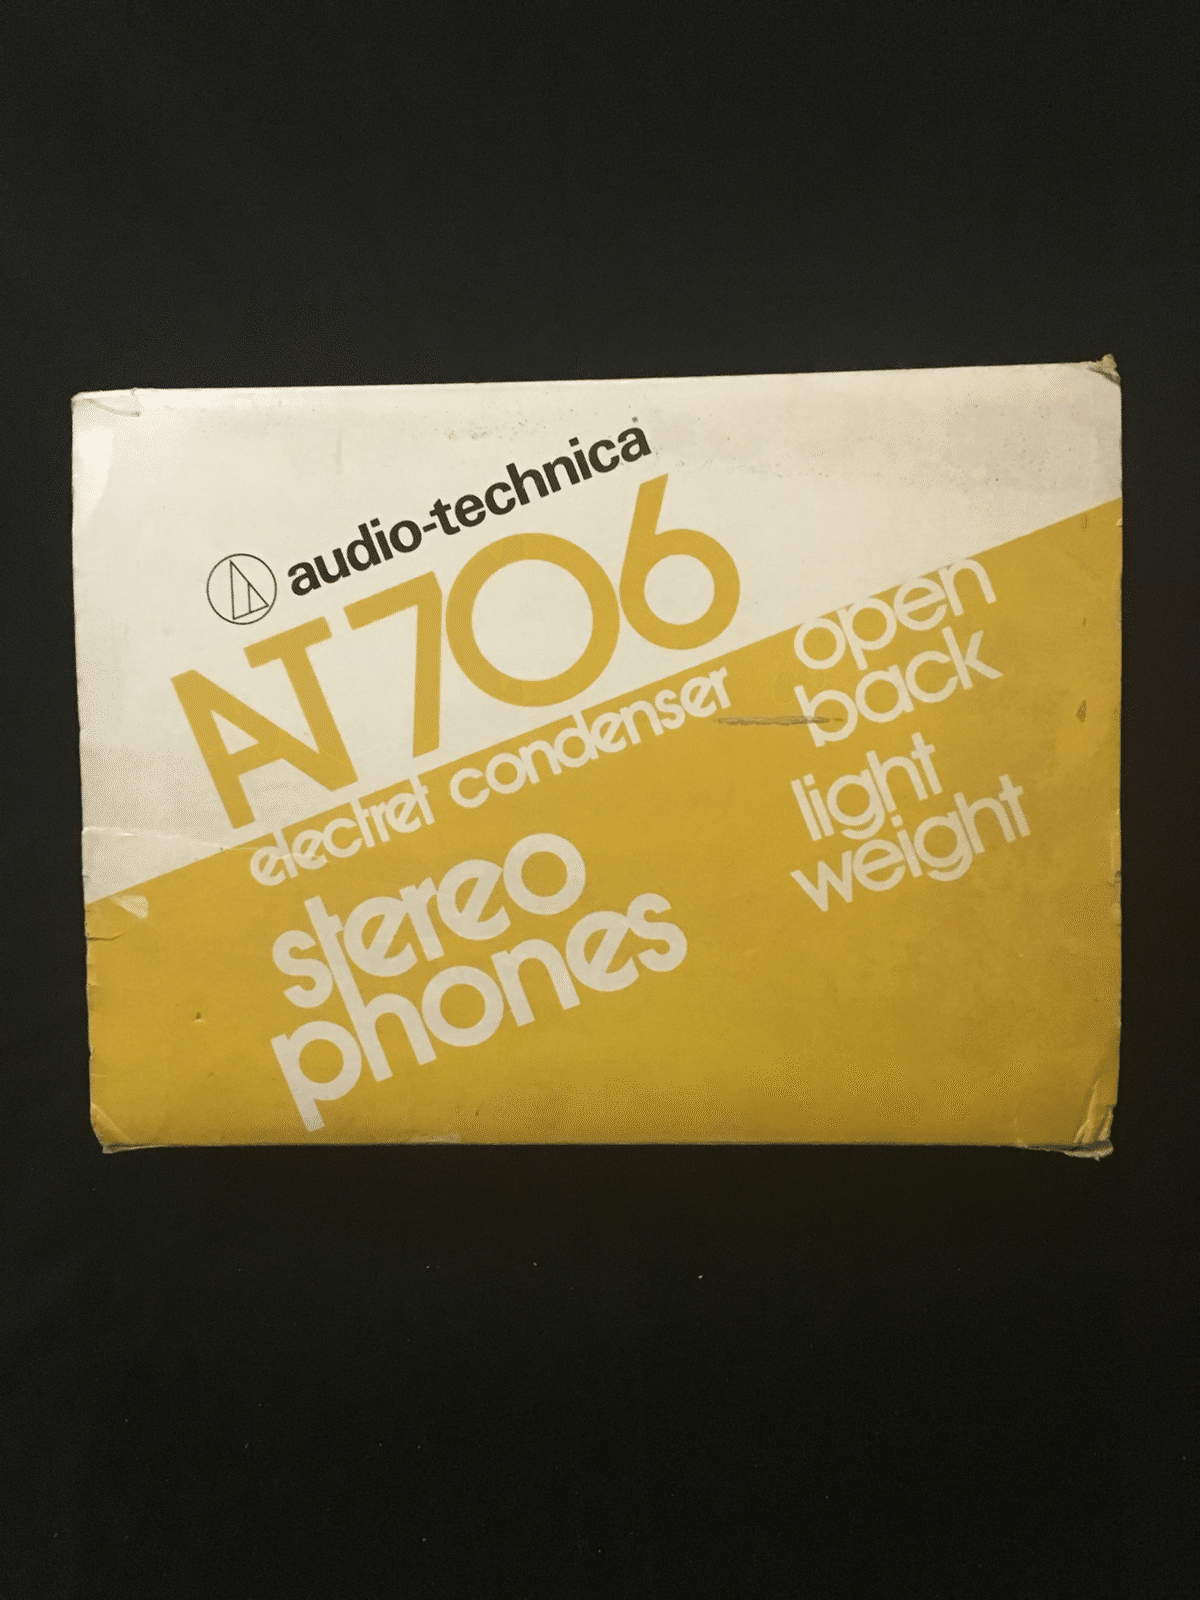 audio-technica
AT706
electret condenser
stereo
phones
open
back
light
weight